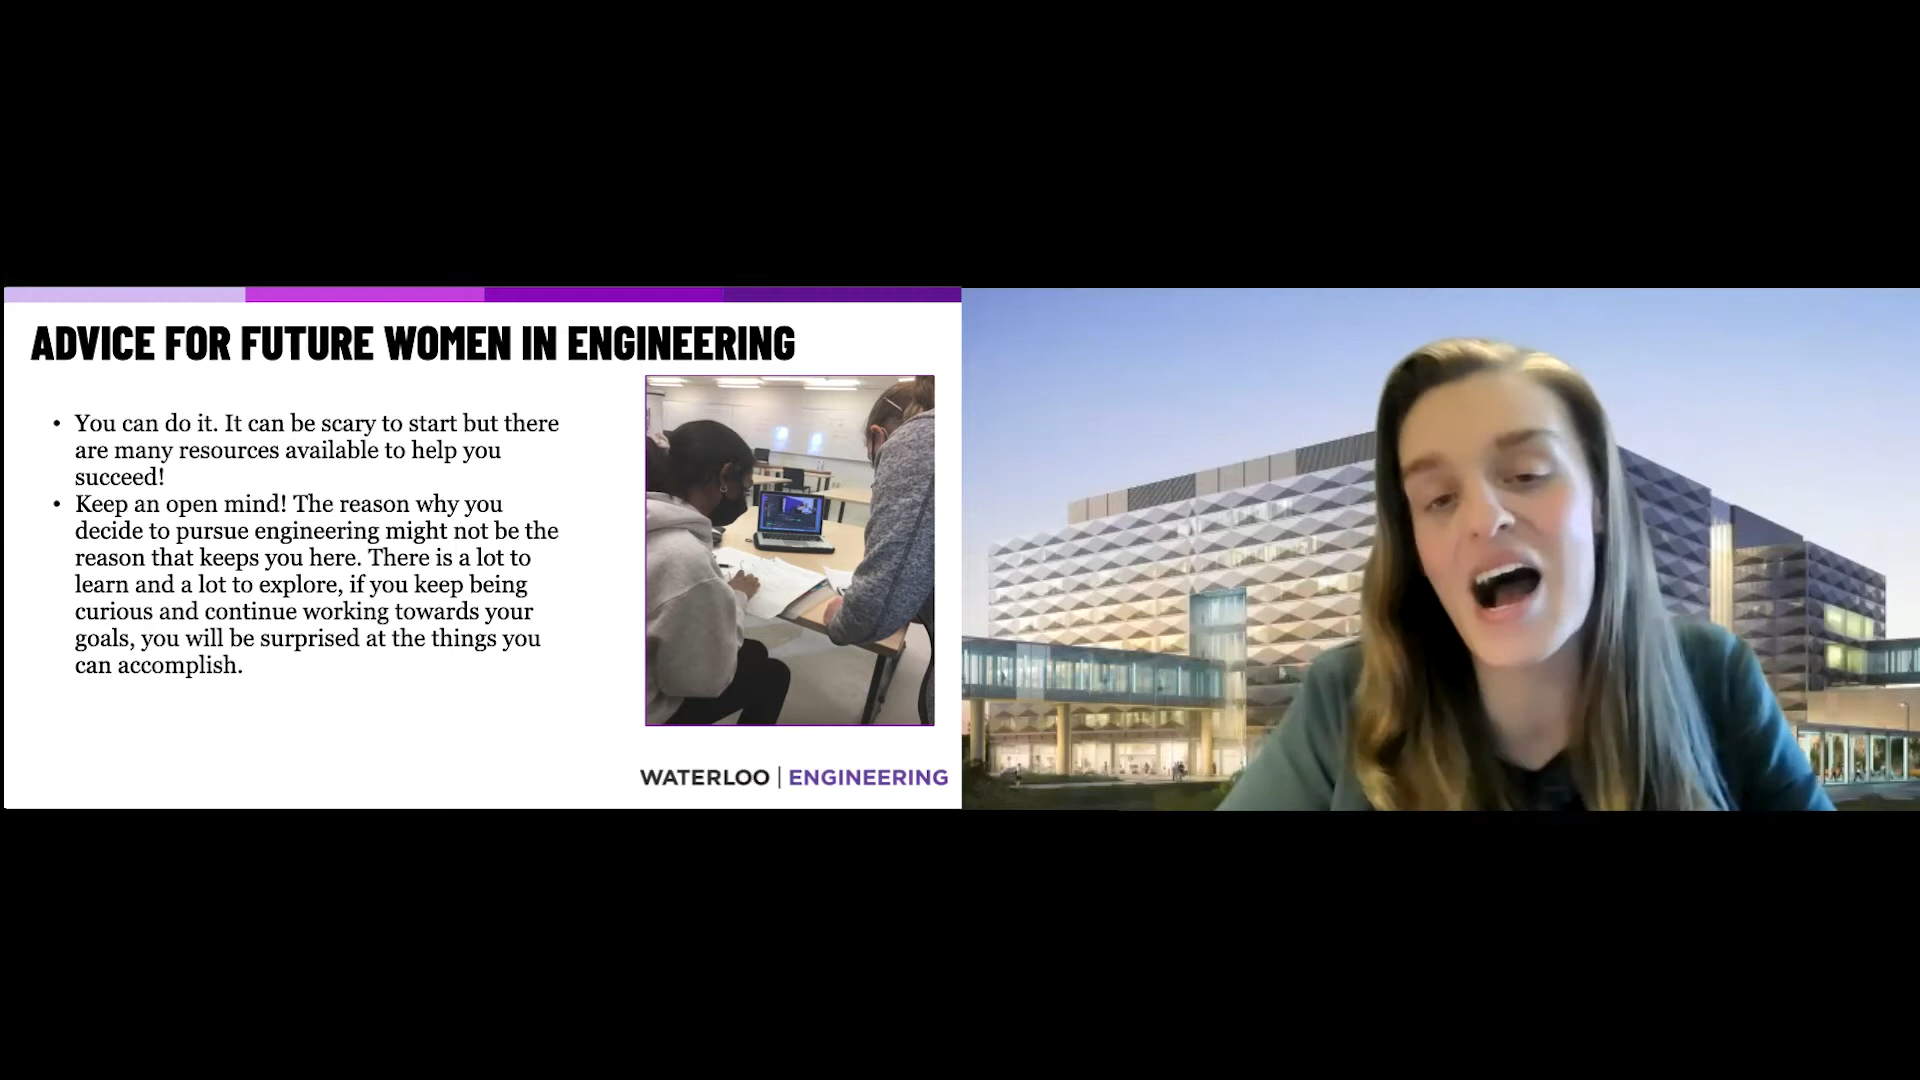 ADVICE FOR FUTURE WOMEN IN ENGINEERING
• You can do it. It can be scary to start but there
are many resources available to help you
succeed!
• Keep an open mind! The reason why you
decide to pursue engineering might not be the
reason that keeps you here. There is a lot to
learn and a lot to explore, if you keep being
curious and continue working towards your
goals, you will be surprised at the things you
can accomplish.
WATERLOO | ENGINEERING